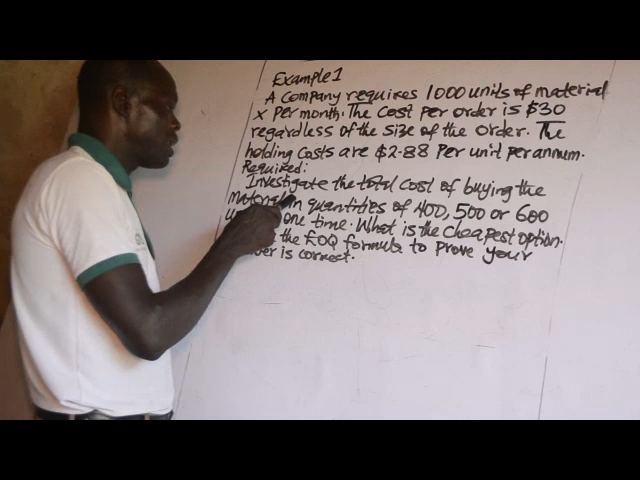 Example 1
A Company requires 1000 units of material
X per month. The Cost per order is $30
regardless of the size of the order. The
holding Costs are $2.88 per unit per annum.
Required:
Investigate the total cost of buying the
in quantities of 400, 500 or 600
one time. What is the Cheapest option.
the EOQ formula to prove your
is correct.